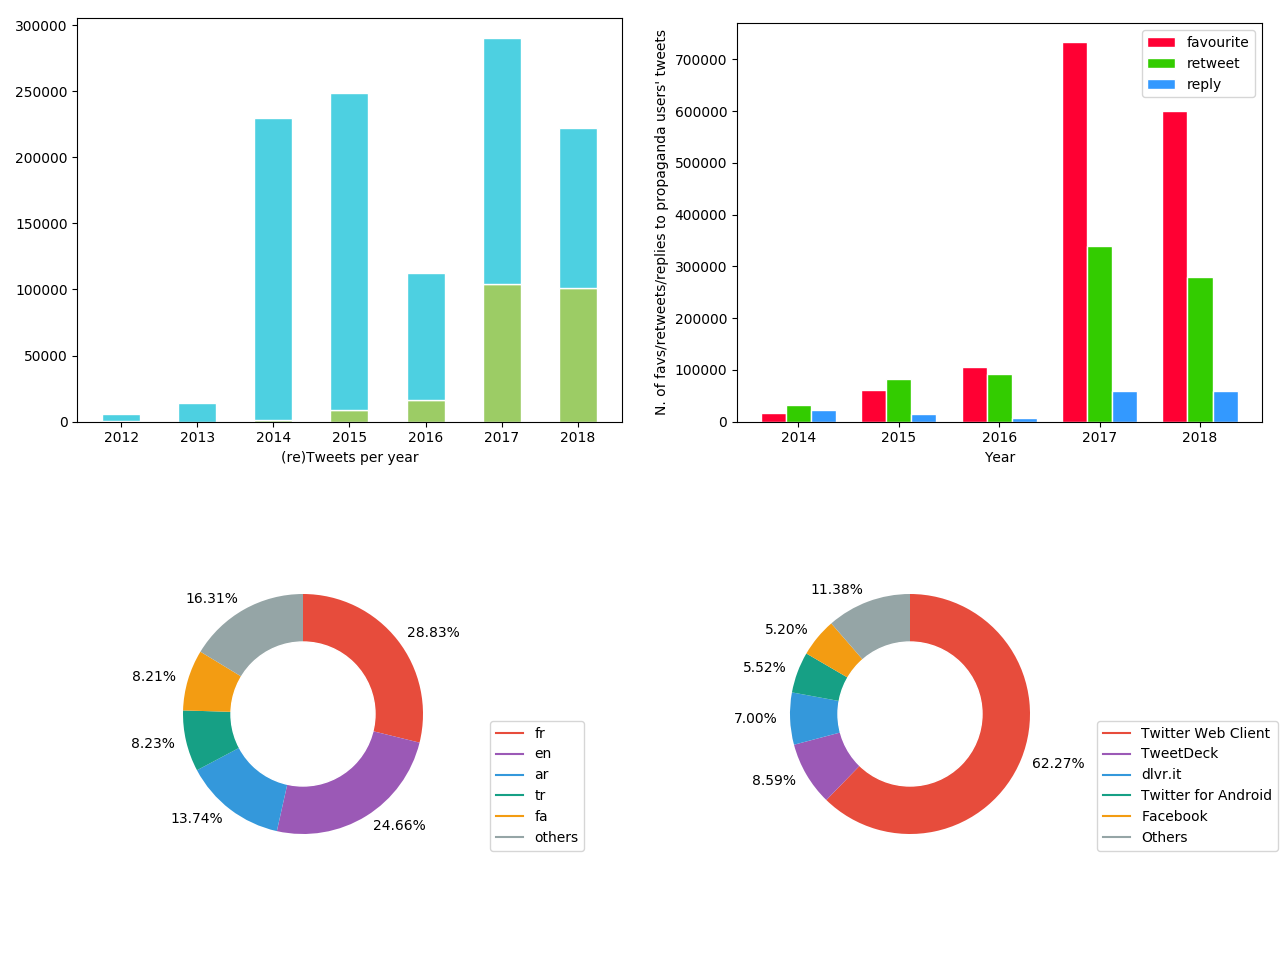 300000
250000
200000
150000
100000
50000
0
2012 2013 2014 2015 2016 2017 2018
(re)Tweets per year
N. of favs/retweets/replies to propaganda users' tweets
700000
600000
500000
400000
300000
200000
100000
0
favourite
retweet
reply
2014 2015 2016 2017 2018
Year
16.31%
28.83%
8.21%
8.23%
13.74%
24.66%
fr
en
ar
tr
fa
others
11.38%
5.20%
5.52%
7.00%
8.59%
62.27%
Twitter Web Client
TweetDeck
dlvr.it
Twitter for Android
Facebook
Others